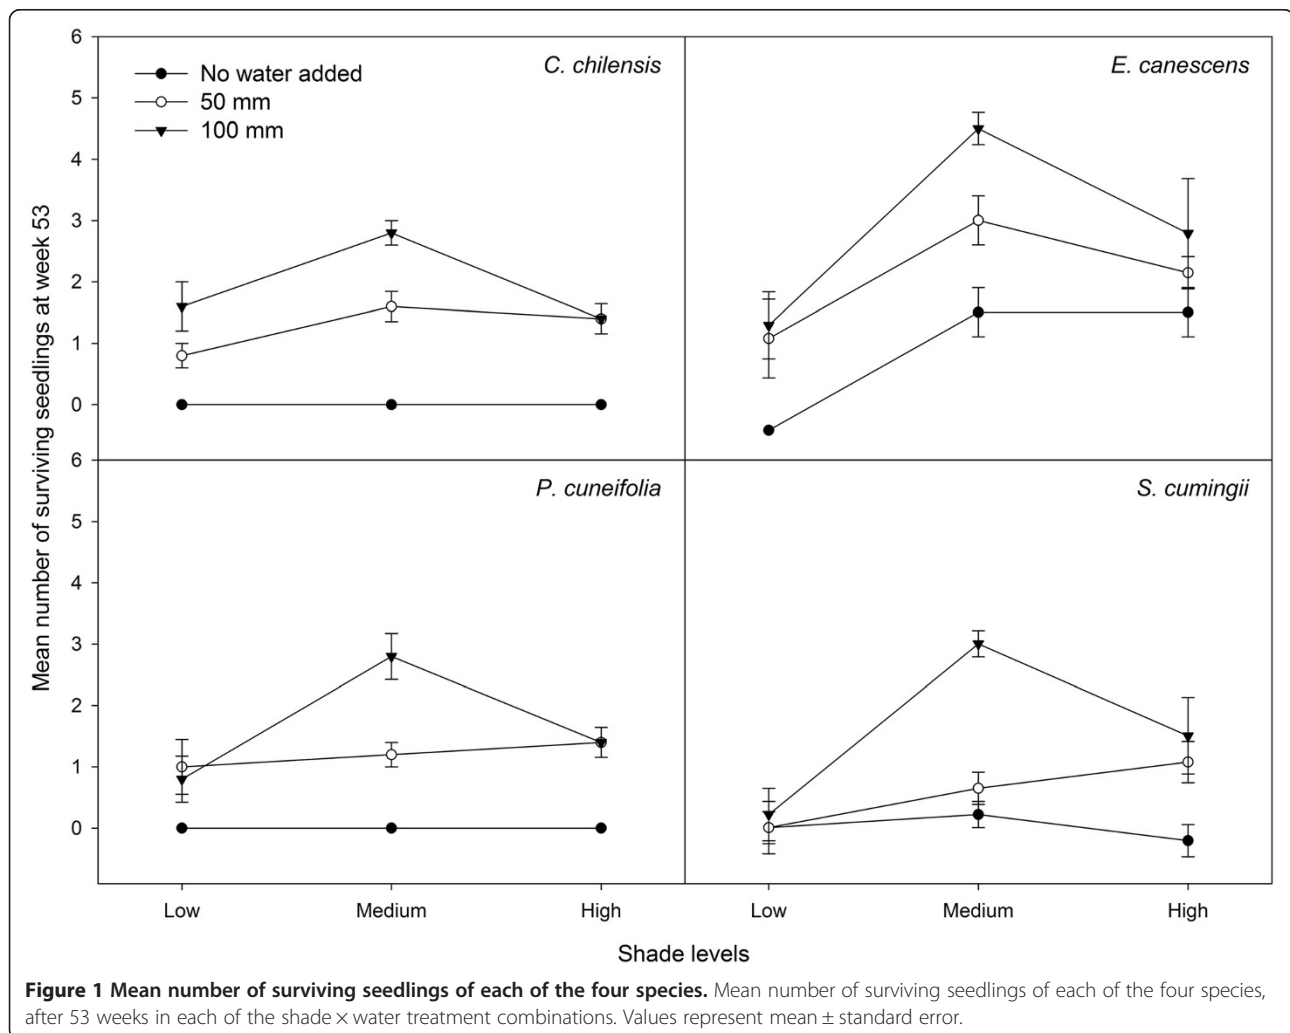 Mean number of surviving seedlings at week 53
6
5
4
3
2
1
0
No water added
50 mm
100 mm
C. chilensis
E. canescens
6
5
4
3
2
1
0
P. cuneifolia
S. cumingii
Low Medium High Low Medium High
Shade levels
Figure 1 Mean number of surviving seedlings of each of the four species. Mean number of surviving seedlings of each of the four species,
after 53 weeks in each of the shade × water treatment combinations. Values represent mean ± standard error.